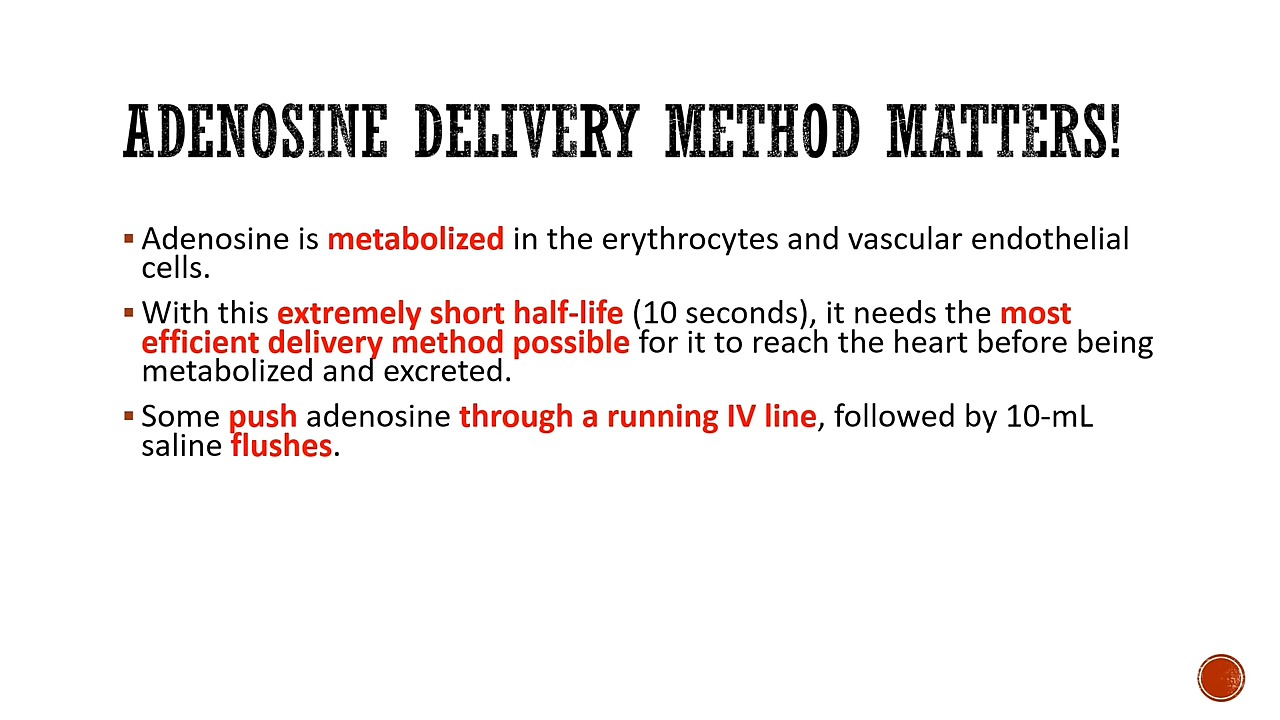 ADENOSINE DELIVERY METHOD MATTERS!
▪ Adenosine is metabolized in the erythrocytes and vascular endothelial
cells.
▪ With this extremely short half-life (10 seconds), it needs the most
efficient delivery method possible for it to reach the heart before being
metabolized and excreted.
▪ Some push adenosine through a running IV line, followed by 10-mL
saline flushes.